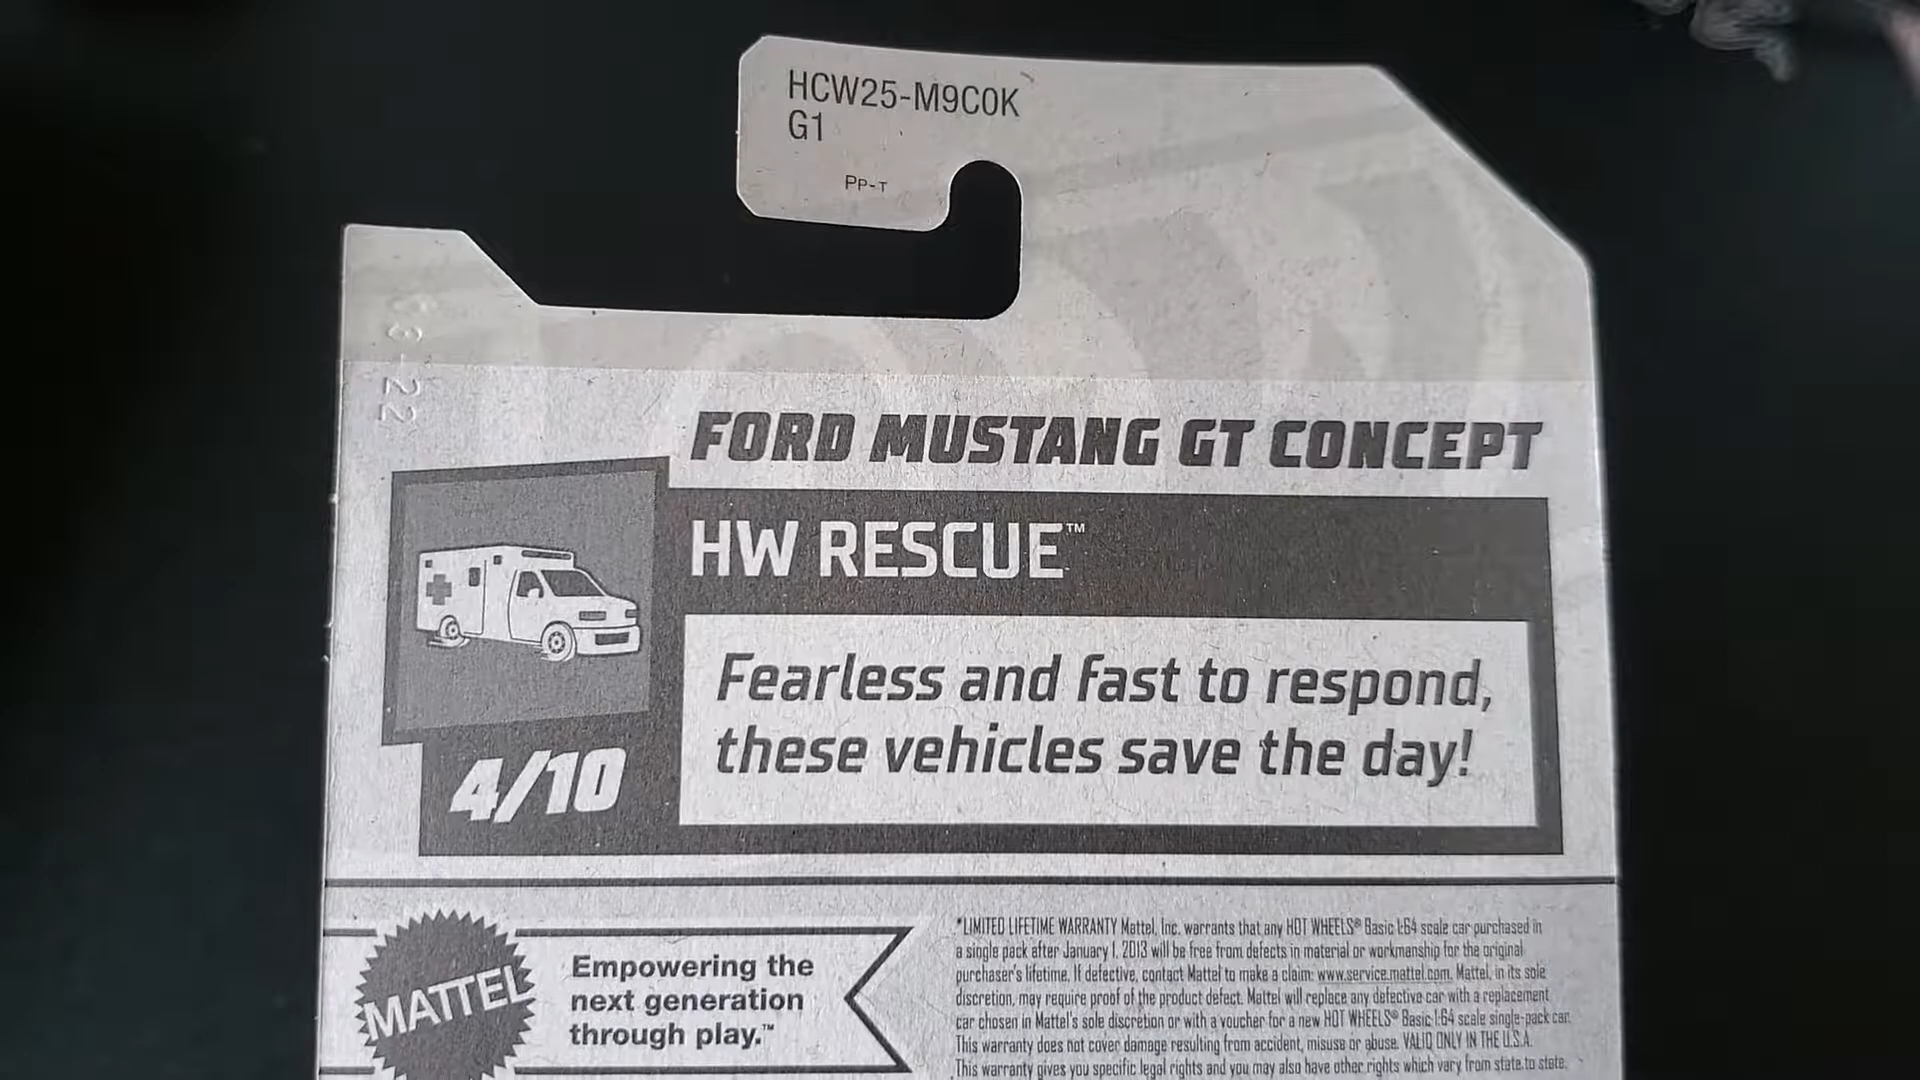 HCW25-M9C0K
G1
PP-T
63-22
FORD MUSTANG GT CONCEPT
HW RESCUE™
Fearless and fast to respond,
these vehicles save the day!
4/10
MATTEL
Empowering the
next generation
through play.™
*LIMITED LIFETIME WARRANTY Mattel, Inc. warrants that any HOT WHEELS® Basic 1:64 scale car purchased in
a single pack after January 1, 2013 will be free from defects in material or workmanship for the original
purchaser's lifetime. If defective, contact Mattel to make a claim: www.service.mattel.com. Mattel, in its sole
discretion, may require proof of the product defect. Mattel will replace any defective car with a replacement
car chosen in Mattel's sole discretion or with a voucher for a new HOT WHEELS® Basic 1:64 scale single-pack car.
This warranty does not cover damage resulting from accident, misuse or abuse. VALID ONLY IN THE U.S.A.
This warranty gives you specific legal rights and you may also have other rights which vary from state to state.